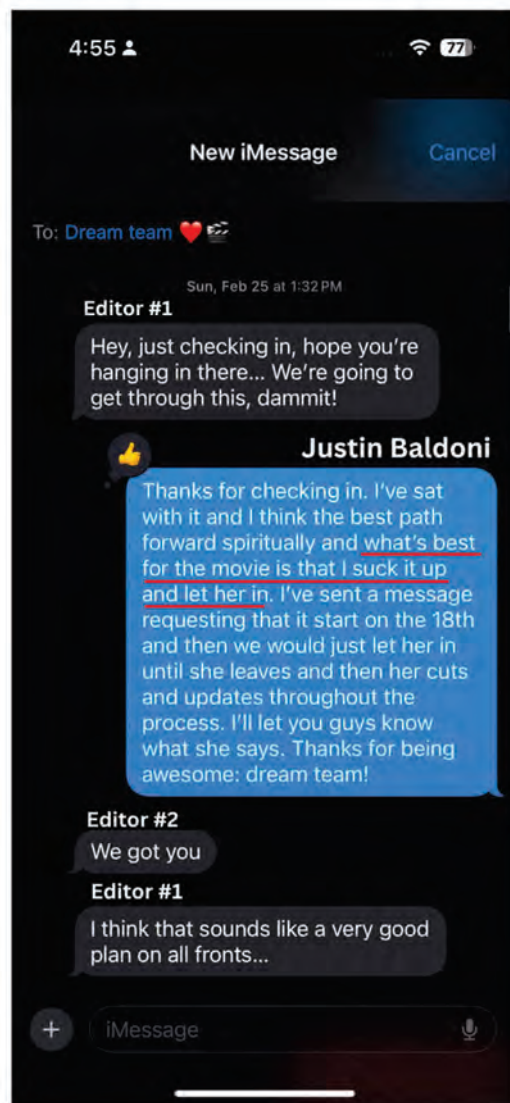 4:55
77
New iMessage
Cancel
To: Dream team ❤️🎬
Sun, Feb 25 at 1:32 PM
Editor #1
Hey, just checking in, hope you're
hanging in there... We're going to
get through this, dammit!
Justin Baldoni
Thanks for checking in. I've sat
with it and I think the best path
forward spiritually and what's best
for the movie is that I suck it up
and let her in. I've sent a message
requesting that it start on the 18th
and then we would just let her in
until she leaves and then her cuts
and updates throughout the
process. I'll let you guys know
what she says. Thanks for being
awesome: dream team!
Editor #2
We got you
Editor #1
I think that sounds like a very good
plan on all fronts...
iMessage